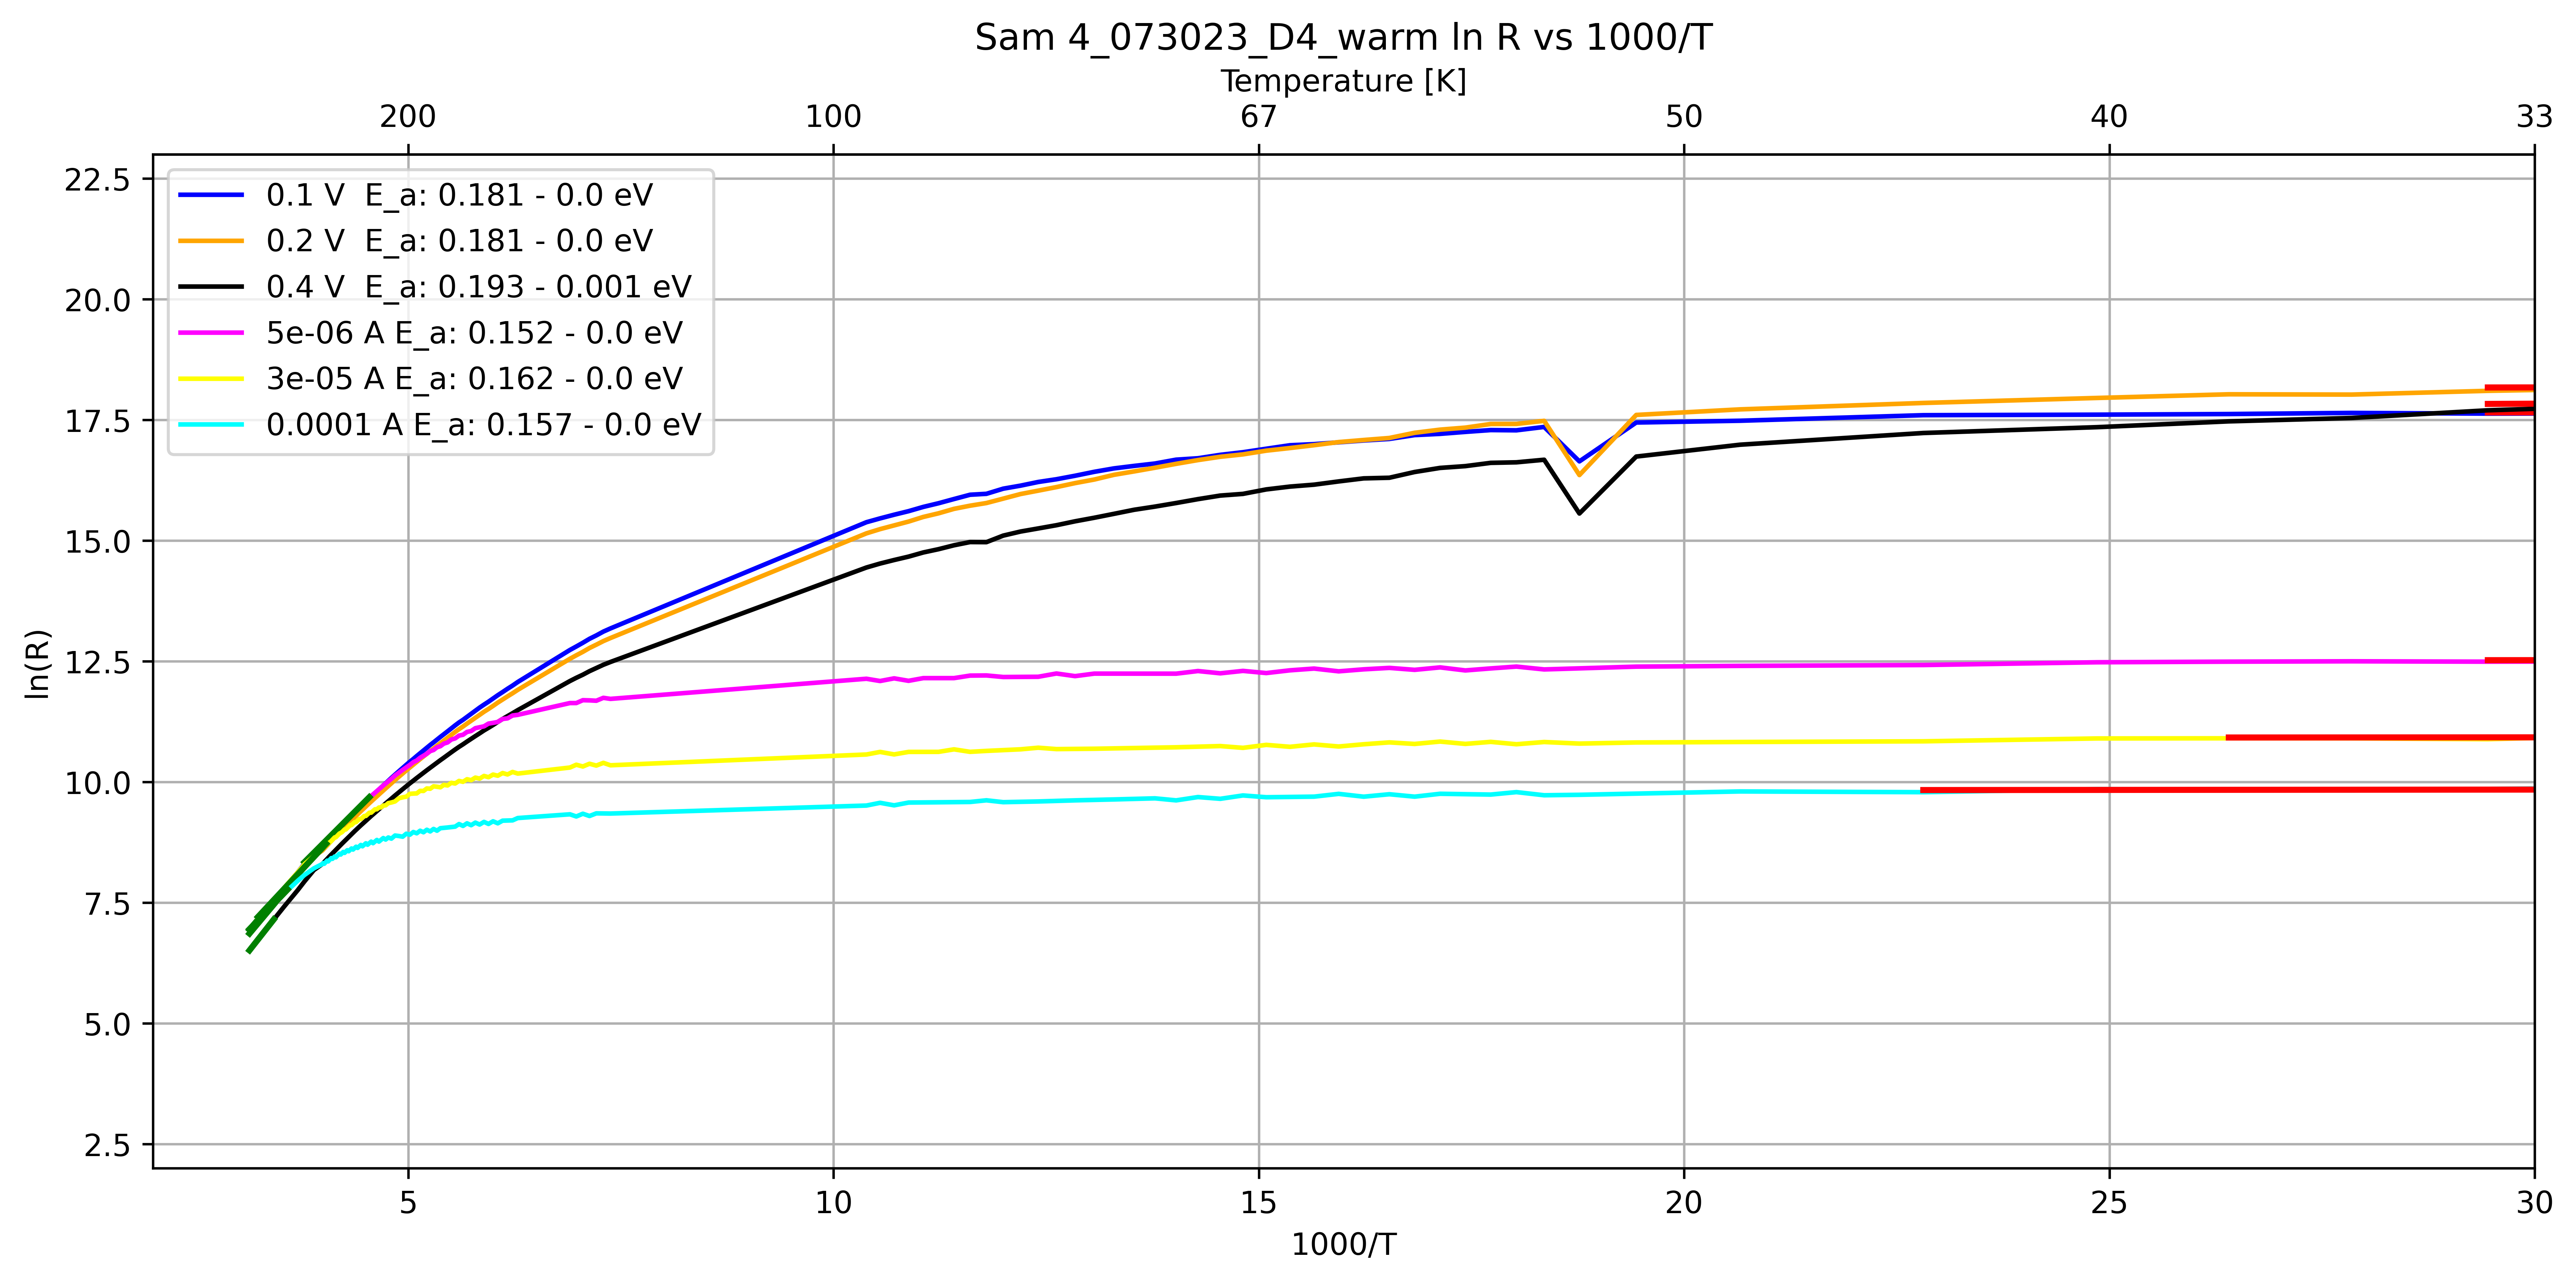 Sam 4_073023_D4_warm ln R vs 1000/T
Temperature [K]
200 100 67 50 40 33
22.5
20.0
17.5
15.0
12.5
10.0
7.5
5.0
2.5
ln(R)
0.1 V  E_a: 0.181 - 0.0 eV
0.2 V  E_a: 0.181 - 0.0 eV
0.4 V  E_a: 0.193 - 0.001 eV
5e-06 A E_a: 0.152 - 0.0 eV
3e-05 A E_a: 0.162 - 0.0 eV
0.0001 A E_a: 0.157 - 0.0 eV
5 10 15 20 25 30
1000/T